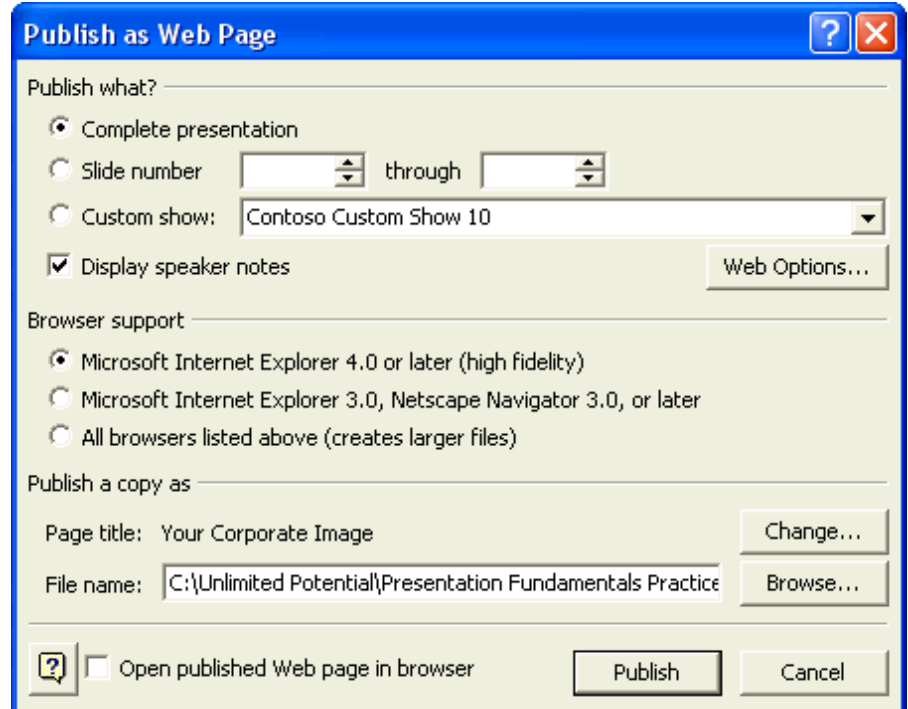 Publish as Web Page
Publish what?
Complete presentation
Slide number through
Custom show: Contoso Custom Show 10
Display speaker notes Web Options...
Browser support
Microsoft Internet Explorer 4.0 or later (high fidelity)
Microsoft Internet Explorer 3.0, Netscape Navigator 3.0, or later
All browsers listed above (creates larger files)
Publish a copy as
Page title: Your Corporate Image Change...
File name: C:\Unlimited Potential\Presentation Fundamentals Practice Browse...
Open published Web page in browser Publish Cancel